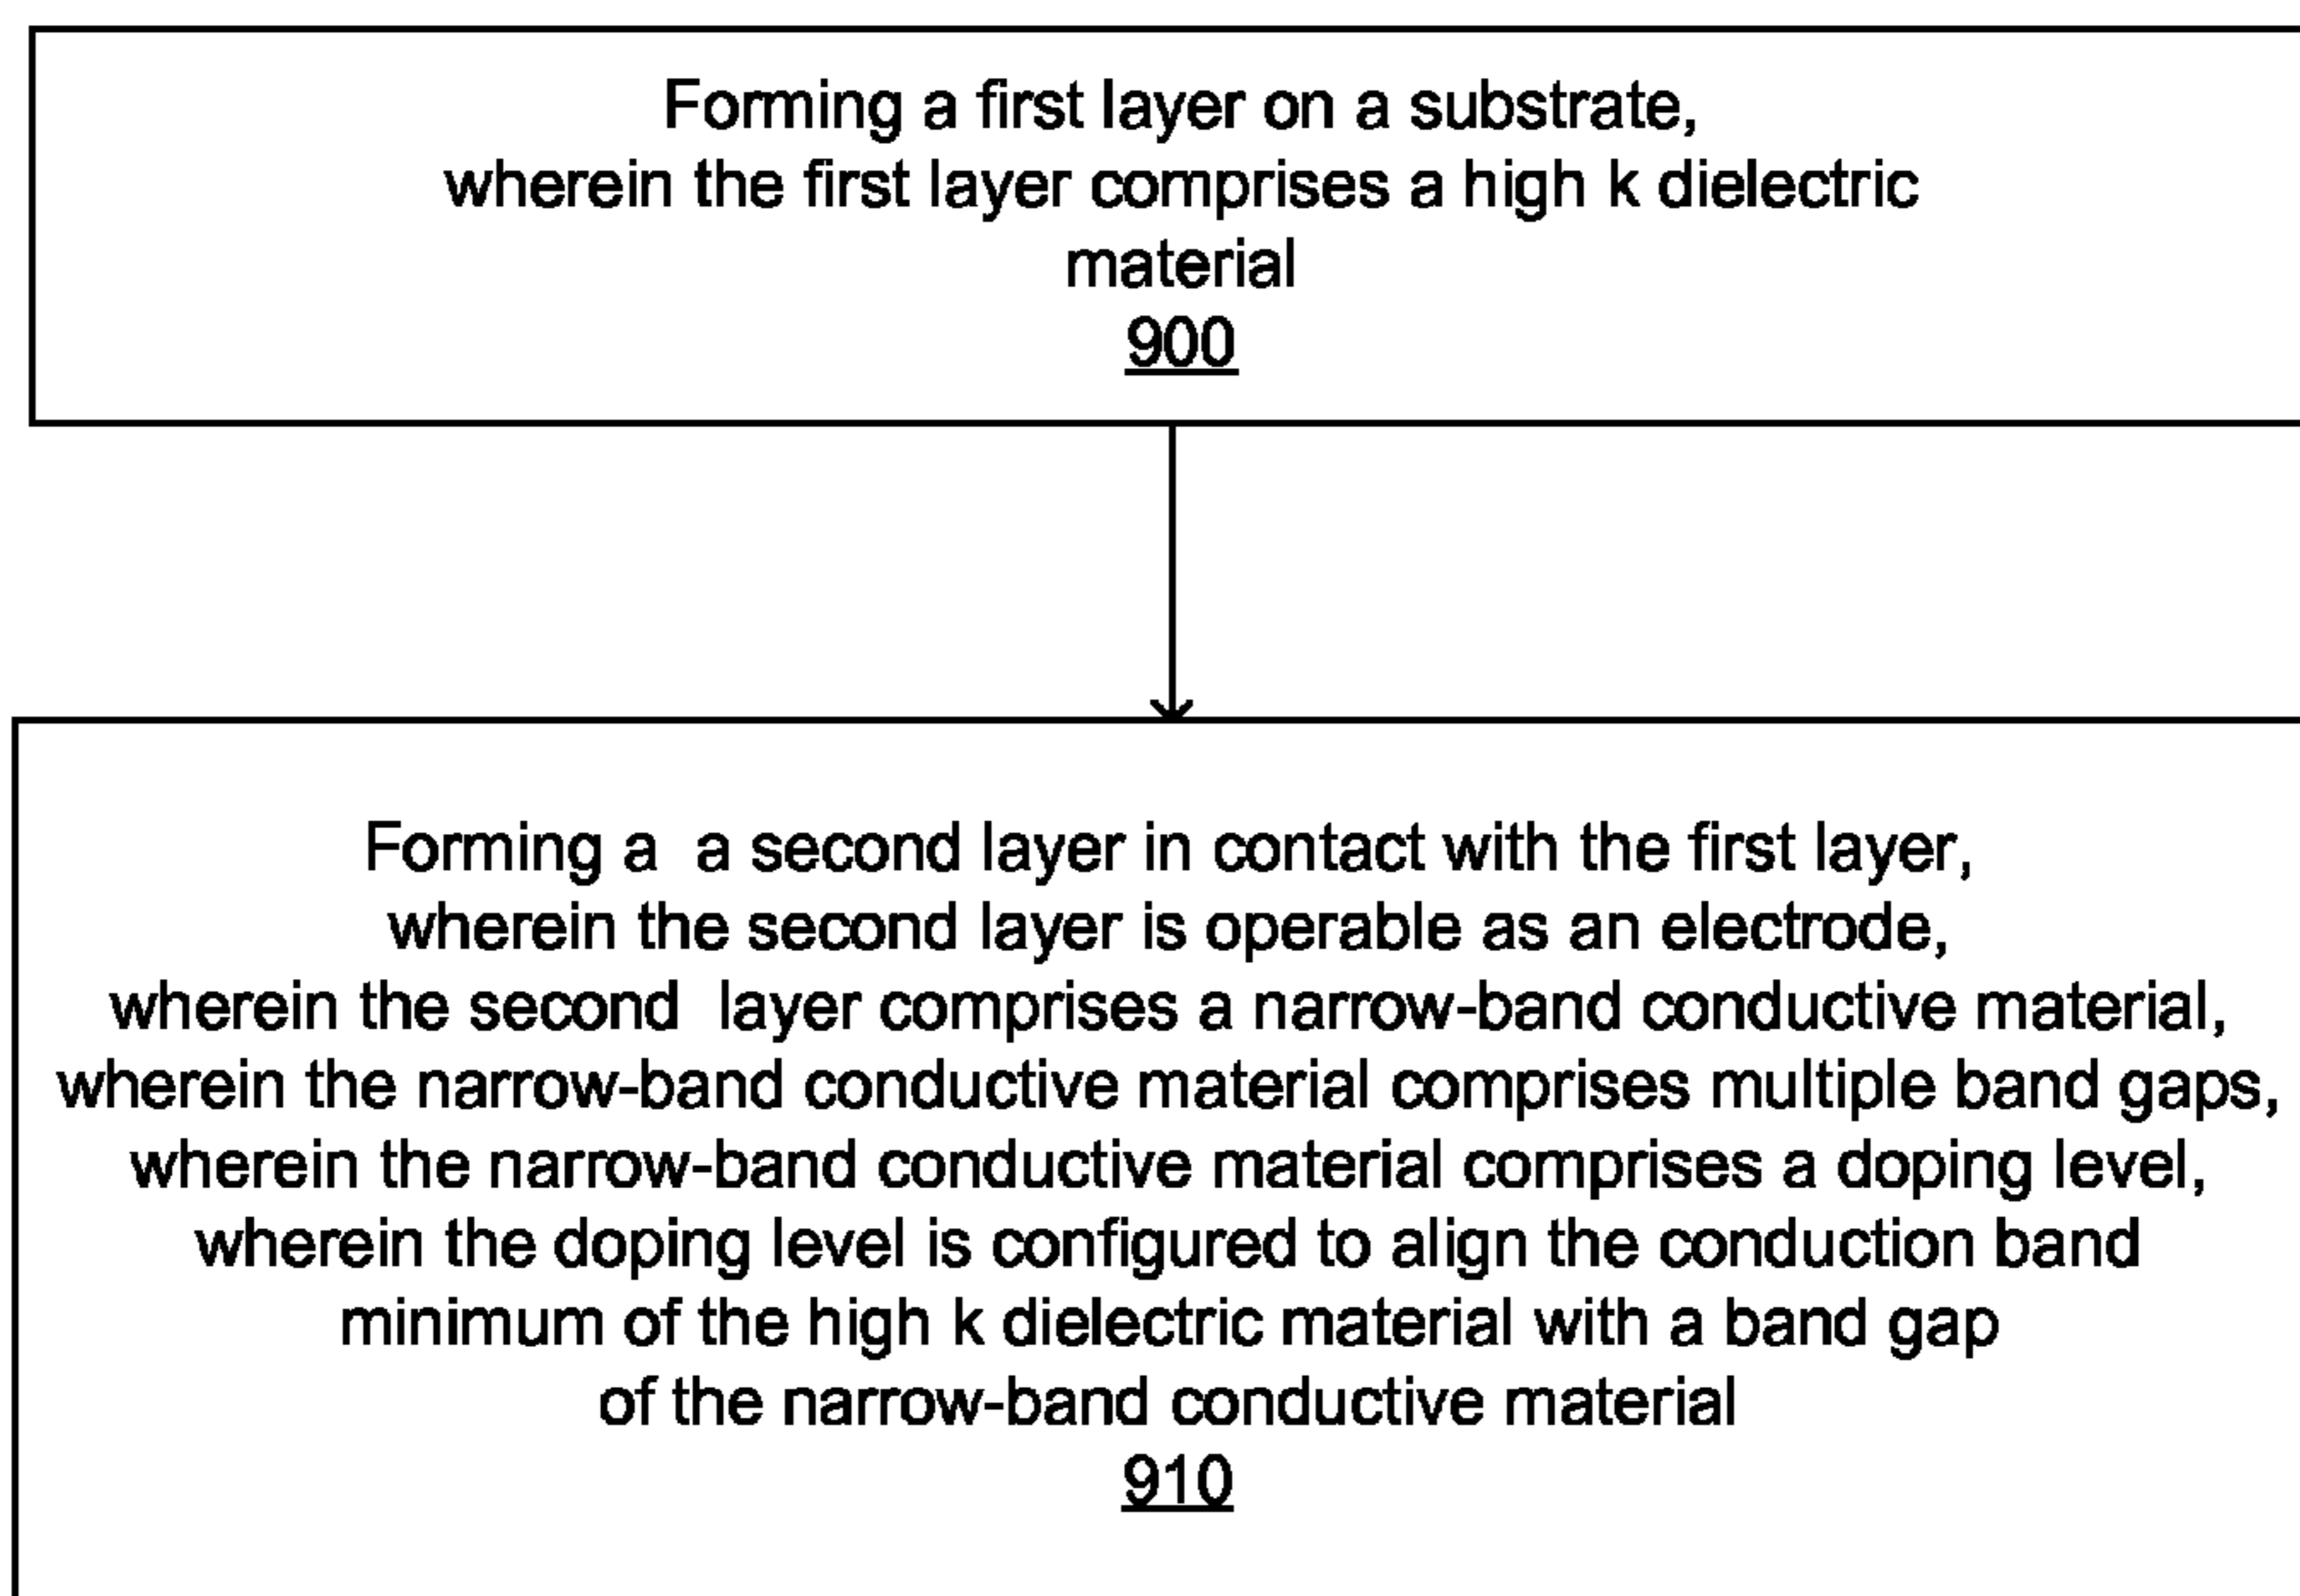 Forming a first layer on a substrate,
wherein the first layer comprises a high k dielectric
material
900
Forming a  a second layer in contact with the first layer,
wherein the second layer is operable as an electrode,
wherein the second  layer comprises a narrow-band conductive material,
wherein the narrow-band conductive material comprises multiple band gaps,
wherein the narrow-band conductive material comprises a doping level,
wherein the doping level is configured to align the conduction band
minimum of the high k dielectric material with a band gap
of the narrow-band conductive material
910